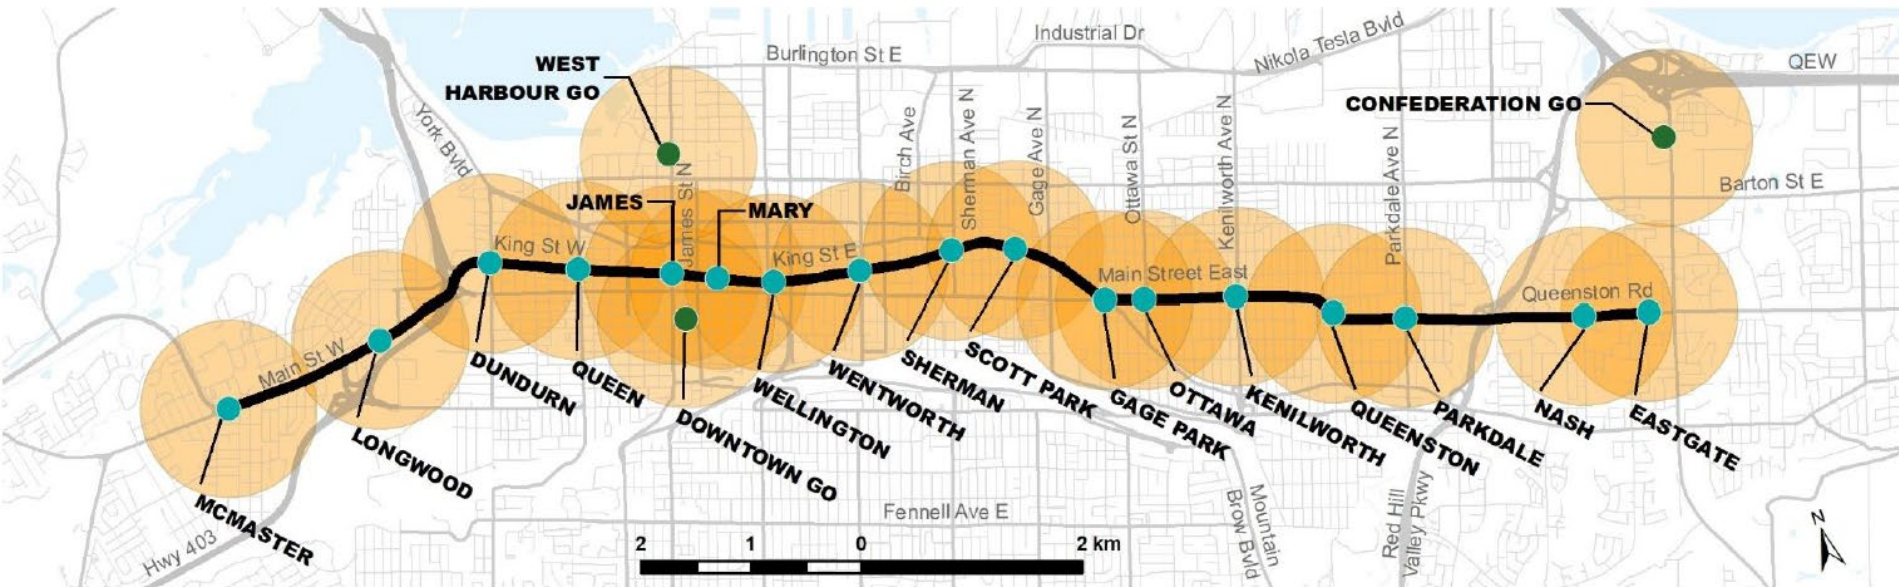 Industrial Dr
Nikola Tesla Bvld
Burlington St E
QEW
WEST
HARBOUR GO
CONFEDERATION GO
York Bvld
Birch Ave
Sherman Ave N
Gage Ave N
Ottawa St N
Kenilworth Ave N
Parkdale Ave N
James St N
Barton St E
JAMES
MARY
King St W
King St E
Main Street East
Queenston Rd
Main St W
MCMASTER
LONGWOOD
DUNDURN
QUEEN
DOWNTOWN GO
WELLINGTON
WENTWORTH
SHERMAN
SCOTT PARK
GAGE PARK
OTTAWA
KENILWORTH
QUEENSTON
PARKDALE
NASH
EASTGATE
Hwy 403
Fennell Ave E
Mountain
Brow Bvld
Red Hill
Valley Pkwy
2 1 0 2 km
N